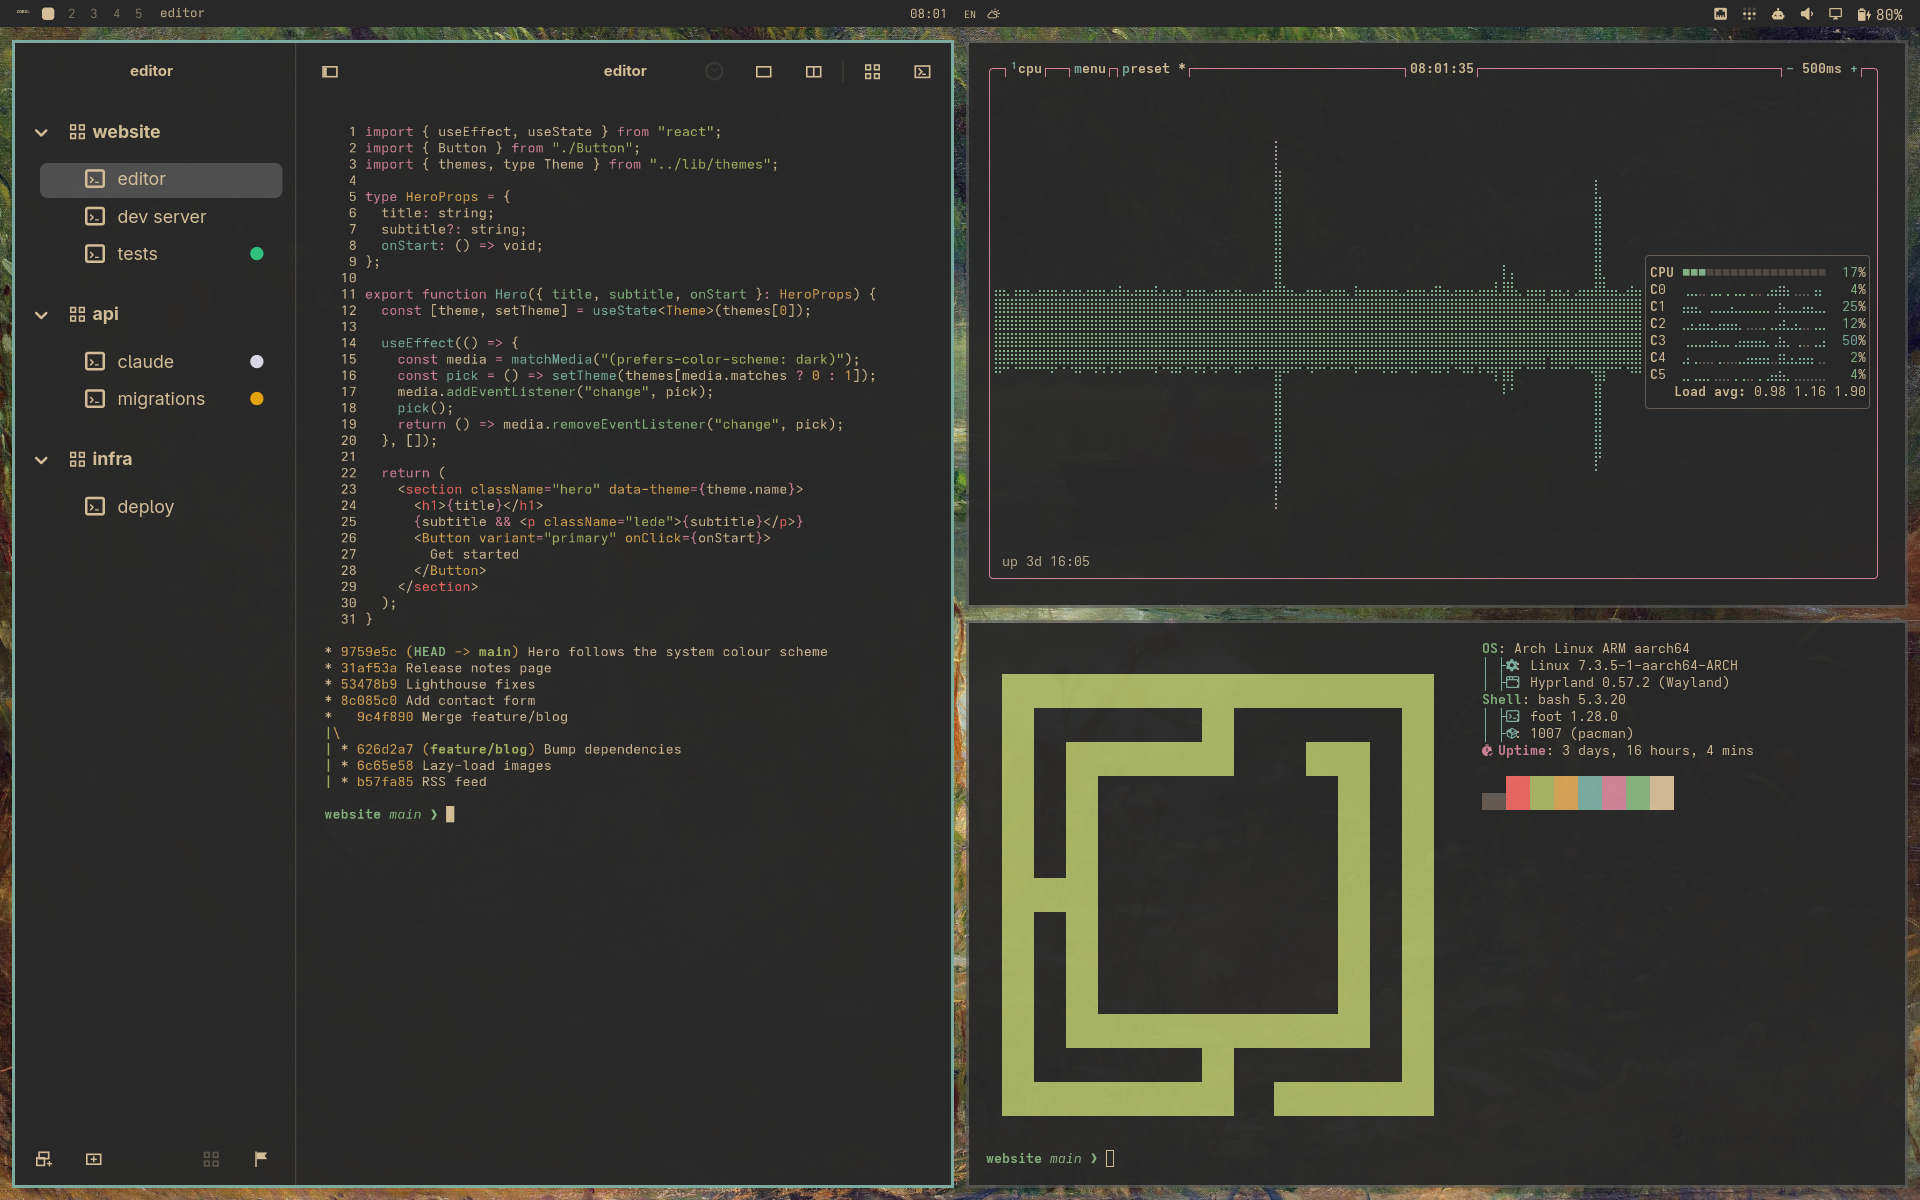 2 3 4 5 editor
08:01 EN
80%
editor
website
editor
dev server
tests
api
claude
migrations
infra
deploy
editor
1 import { useEffect, useState } from "react";
2 import { Button } from "./Button";
3 import { themes, type Theme } from "../lib/themes";
4
5 type HeroProps = {
6   title: string;
7   subtitle?: string;
8   onStart: () => void;
9 };
10
11 export function Hero({ title, subtitle, onStart }: HeroProps) {
12   const [theme, setTheme] = useState<Theme>(themes[0]);
13
14   useEffect(() => {
15     const media = matchMedia("(prefers-color-scheme: dark)");
16     const pick = () => setTheme(themes[media.matches ? 0 : 1]);
17     media.addEventListener("change", pick);
18     pick();
19     return () => media.removeEventListener("change", pick);
20   }, []);
21
22   return (
23     <section className="hero" data-theme={theme.name}>
24       <h1>{title}</h1>
25       {subtitle && <p className="lede">{subtitle}</p>}
26       <Button variant="primary" onClick={onStart}>
27         Get started
28       </Button>
29     </section>
30   );
31 }
* 9759e5c (HEAD -> main) Hero follows the system colour scheme
* 31af53a Release notes page
* 53478b9 Lighthouse fixes
* 8c085c0 Add contact form
*   9c4f890 Merge feature/blog
|\
| * 626d2a7 (feature/blog) Bump dependencies
| * 6c65e58 Lazy-load images
| * b57fa85 RSS feed
website main ❯
¹cpu menu preset * 08:01:35 - 500ms +
CPU 17%
C0 4%
C1 25%
C2 12%
C3 50%
C4 2%
C5 4%
Load avg: 0.98 1.16 1.90
up 3d 16:05
OS: Arch Linux ARM aarch64
Linux 7.3.5-1-aarch64-ARCH
Hyprland 0.57.2 (Wayland)
Shell: bash 5.3.20
foot 1.28.0
1007 (pacman)
Uptime: 3 days, 16 hours, 4 mins
website main ❯